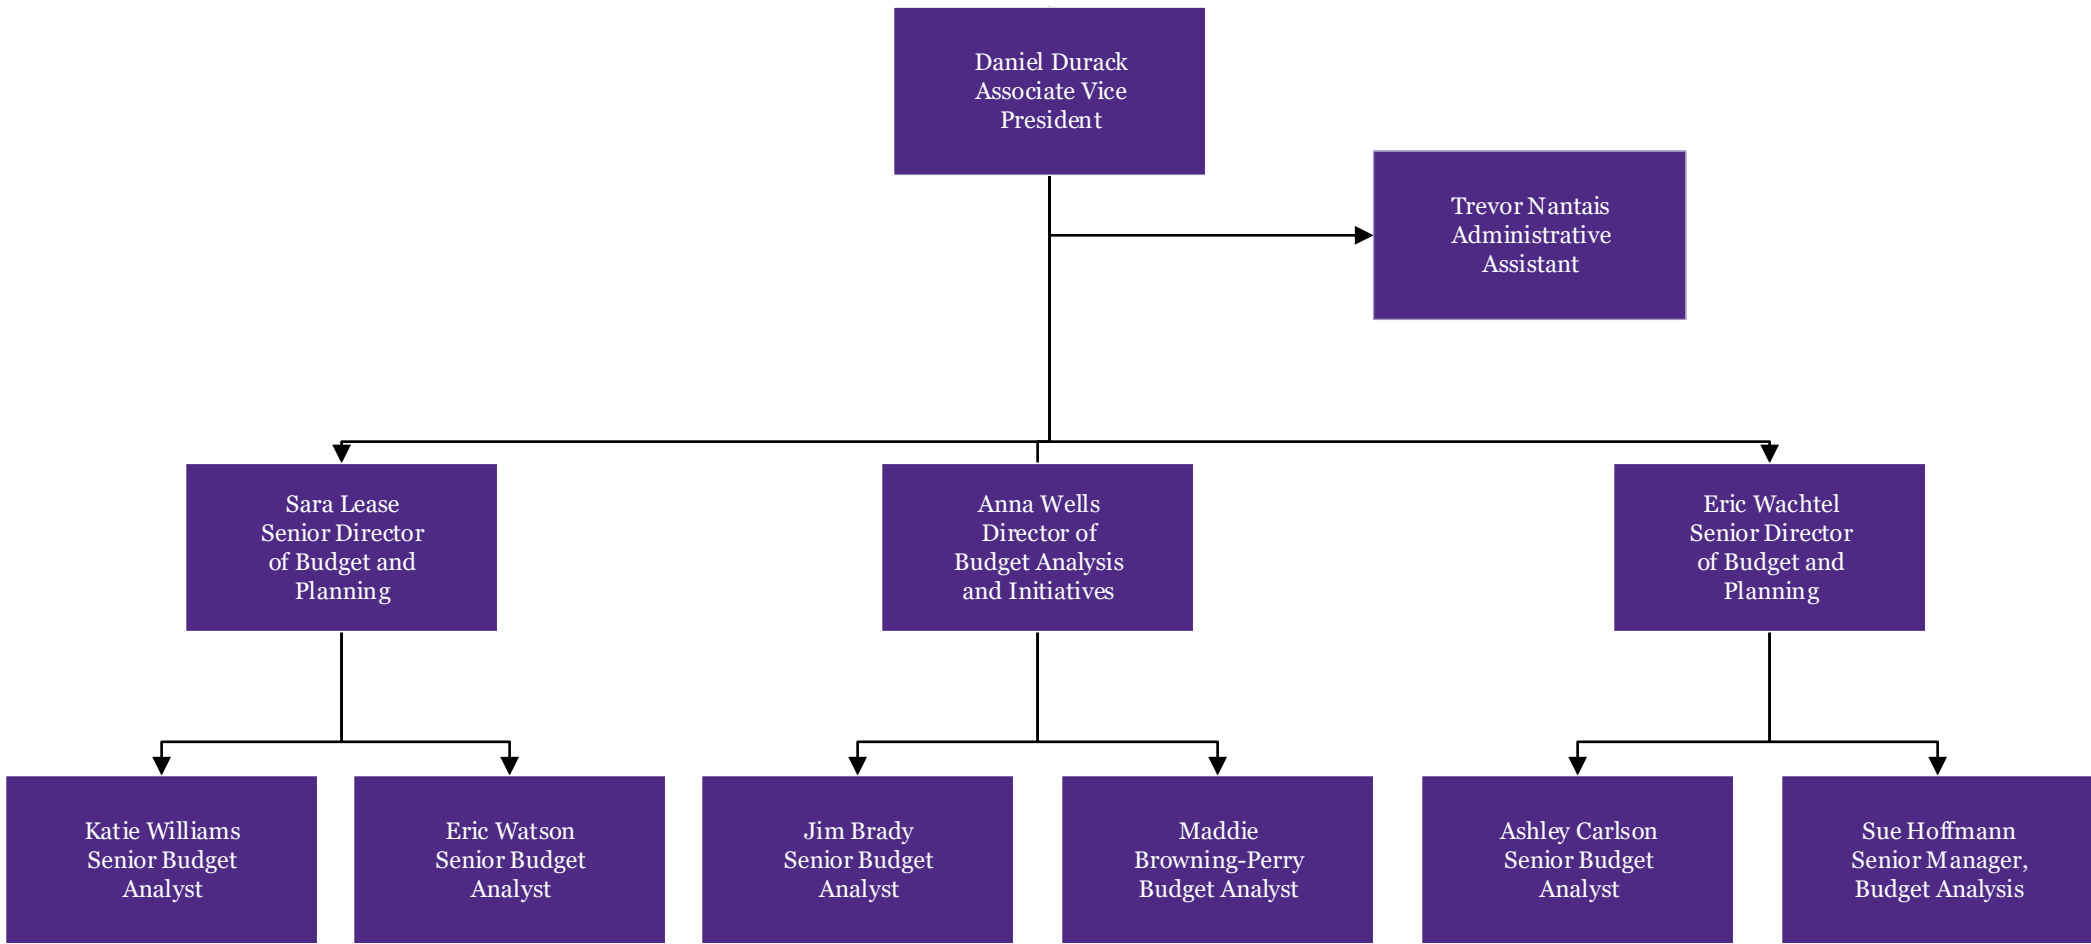 Daniel Durack
Associate Vice
President
Trevor Nantais
Administrative
Assistant
Sara Lease
Senior Director
of Budget and
Planning
Anna Wells
Director of
Budget Analysis
and Initiatives
Eric Wachtel
Senior Director
of Budget and
Planning
Katie Williams
Senior Budget
Analyst
Eric Watson
Senior Budget
Analyst
Jim Brady
Senior Budget
Analyst
Maddie
Browning-Perry
Budget Analyst
Ashley Carlson
Senior Budget
Analyst
Sue Hoffmann
Senior Manager,
Budget Analysis